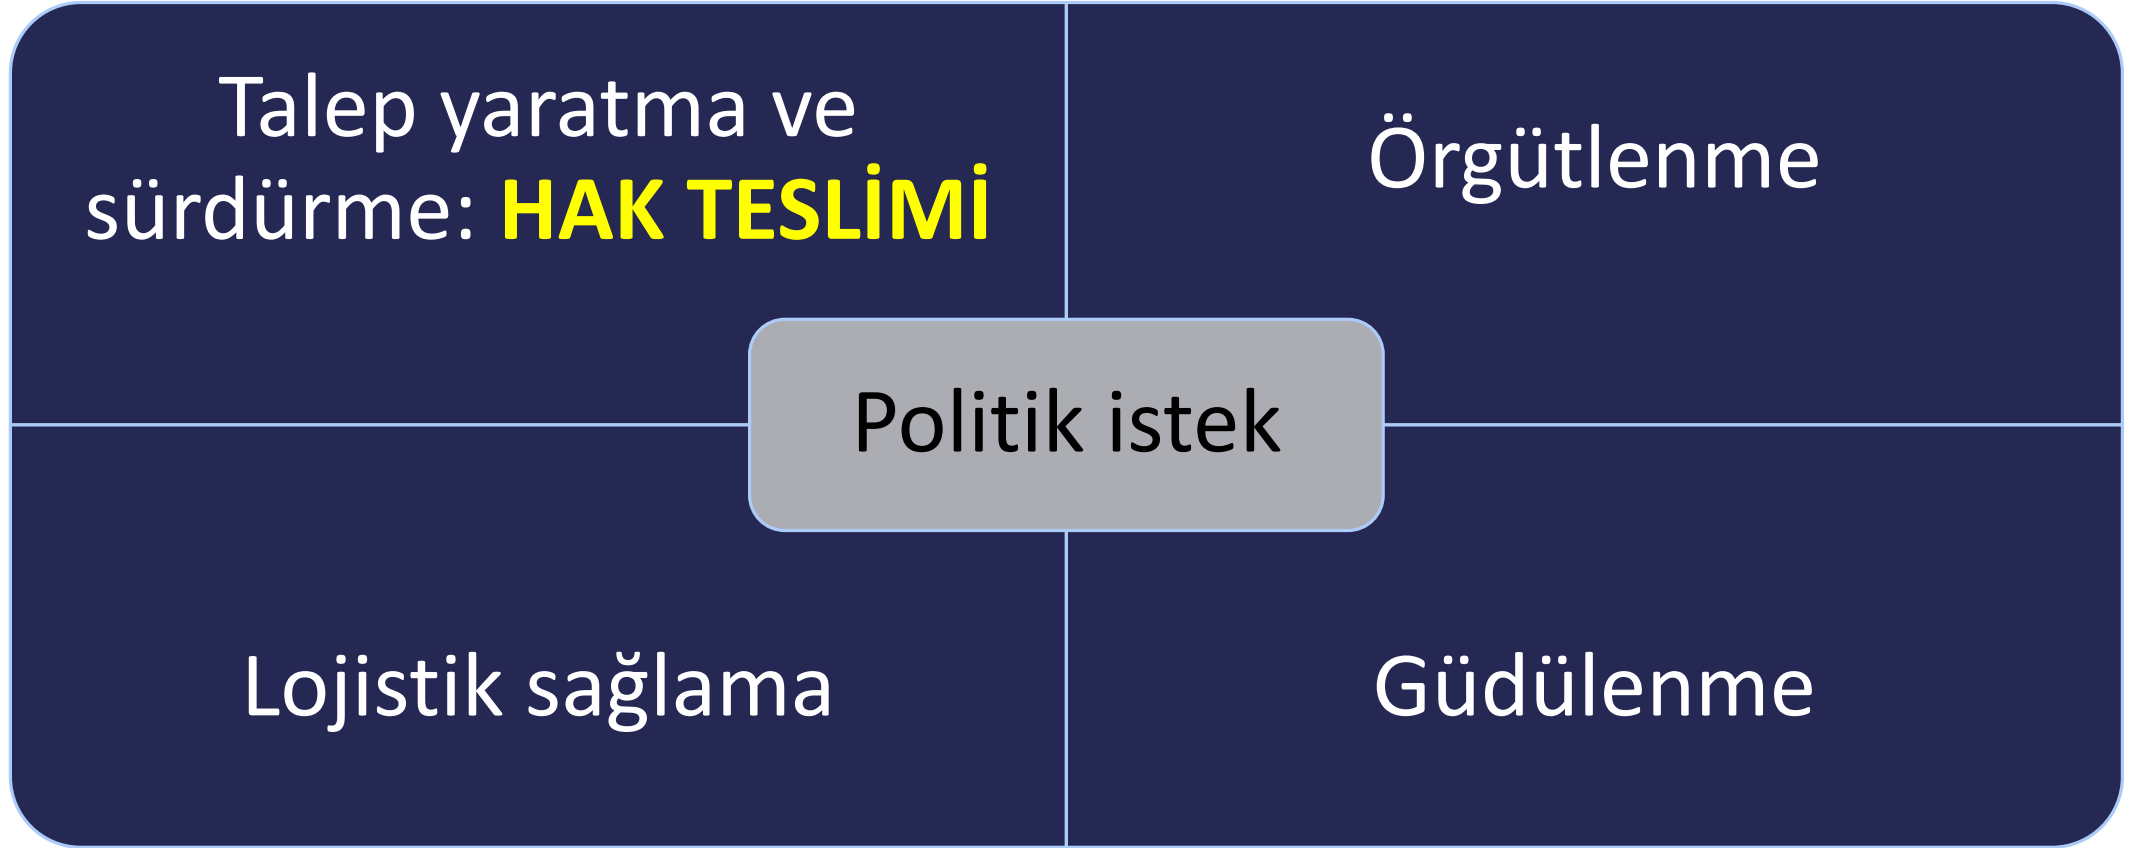 Talep yaratma ve
sürdürme: HAK TESLİMİ
Örgütlenme
Politik istek
Lojistik sağlama
Güdülenme